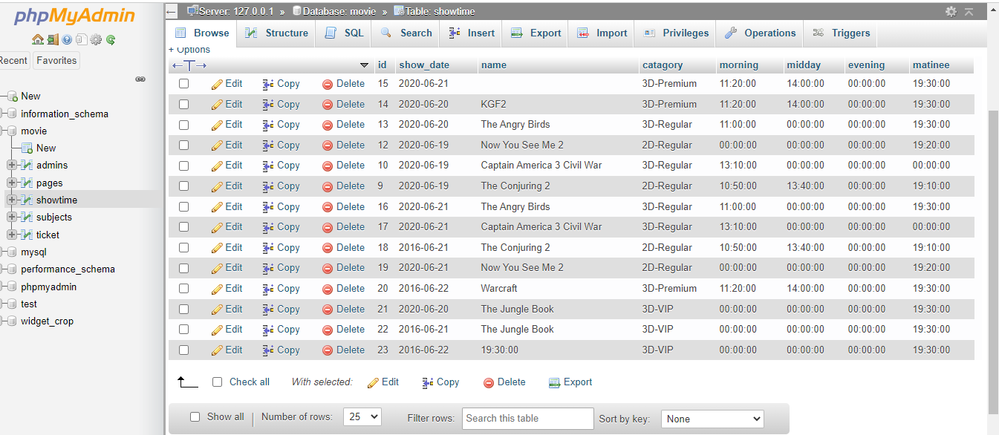 phpMyAdmin
Recent Favorites
New
information_schema
movie
New
admins
pages
showtime
subjects
ticket
mysql
performance_schema
phpmyadmin
test
widget_crop
Server: 127.0.0.1 » Database: movie » Table: showtime
Browse Structure SQL Search Insert Export Import Privileges Operations Triggers
+ Options
←T→ id show_date name catagory morning midday evening matinee
Edit Copy Delete 15 2020-06-21 3D-Premium 11:20:00 14:00:00 00:00:00 19:30:00
Edit Copy Delete 14 2020-06-20 KGF2 3D-Premium 11:20:00 14:00:00 00:00:00 19:30:00
Edit Copy Delete 13 2020-06-20 The Angry Birds 3D-Regular 11:00:00 00:00:00 00:00:00 19:30:00
Edit Copy Delete 12 2020-06-19 Now You See Me 2 2D-Regular 00:00:00 00:00:00 00:00:00 19:20:00
Edit Copy Delete 10 2020-06-19 Captain America 3 Civil War 3D-Regular 13:10:00 00:00:00 00:00:00 00:00:00
Edit Copy Delete 9 2020-06-19 The Conjuring 2 2D-Regular 10:50:00 13:40:00 00:00:00 19:10:00
Edit Copy Delete 16 2020-06-21 The Angry Birds 3D-Regular 11:00:00 00:00:00 00:00:00 19:30:00
Edit Copy Delete 17 2020-06-21 Captain America 3 Civil War 3D-Regular 13:10:00 00:00:00 00:00:00 00:00:00
Edit Copy Delete 18 2016-06-21 The Conjuring 2 2D-Regular 10:50:00 13:40:00 00:00:00 19:10:00
Edit Copy Delete 19 2020-06-21 Now You See Me 2 2D-Regular 00:00:00 00:00:00 00:00:00 19:20:00
Edit Copy Delete 20 2016-06-22 Warcraft 3D-Premium 11:20:00 14:00:00 00:00:00 19:30:00
Edit Copy Delete 21 2020-06-20 The Jungle Book 3D-VIP 00:00:00 00:00:00 00:00:00 19:30:00
Edit Copy Delete 22 2016-06-21 The Jungle Book 3D-VIP 00:00:00 00:00:00 00:00:00 19:30:00
Edit Copy Delete 23 2016-06-22 19:30:00 3D-VIP 00:00:00 00:00:00 00:00:00 19:30:00
Check all With selected: Edit Copy Delete Export
Show all | Number of rows: 25 Filter rows: Search this table Sort by key: None